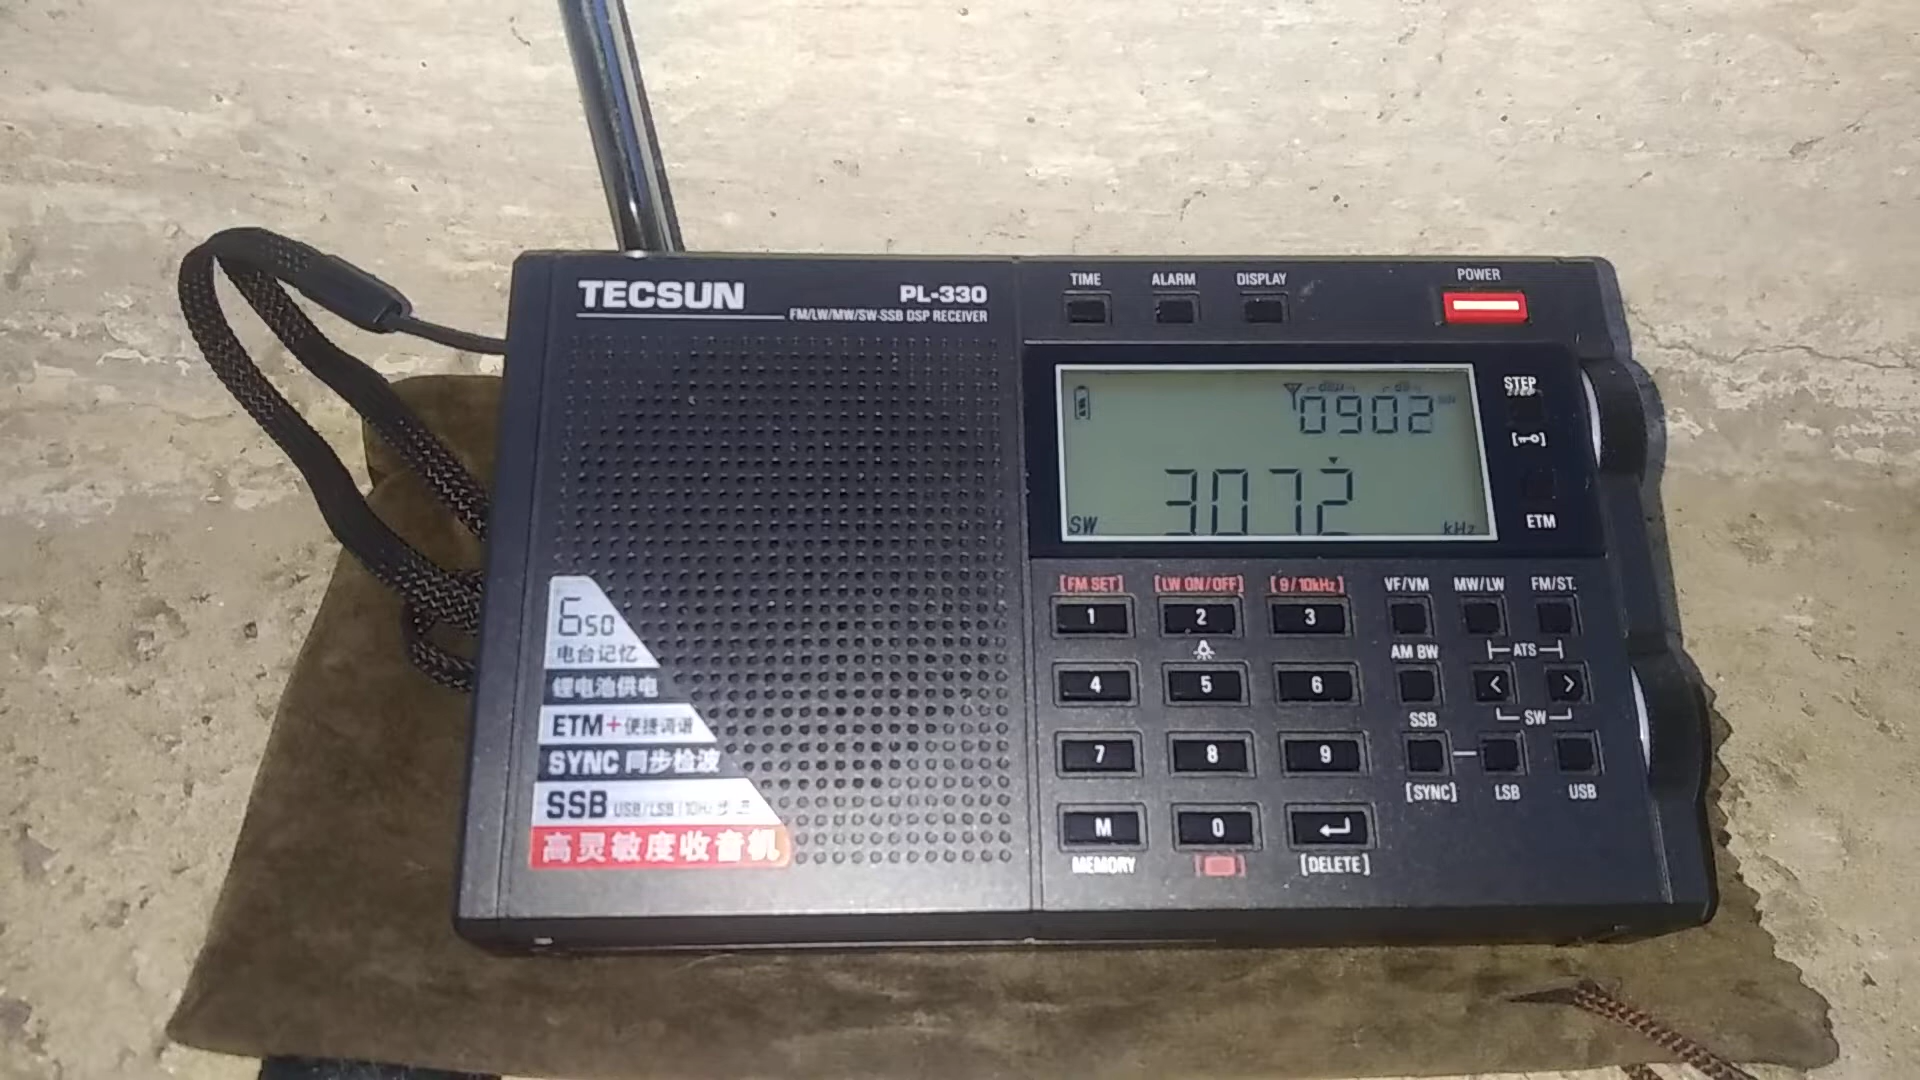 TECSUN
PL-330
FM/LW/MW/SW-SSB DSP RECEIVER
TIME ALARM DISPLAY POWER
0902
3072
SW kHz
STEP
ETM
[FM SET] [LW ON/OFF] [9/10kHz] VF/VM MW/LW FM/ST.
1 2 3
AM BW ATS
4 5 6 < >
SSB SW
7 8 9
[SYNC] LSB USB
M 0
MEMORY [DELETE]
650
电台记忆
锂电池供电
ETM+便捷调谐
SYNC 同步检波
SSB USB/LSB (10Hz
高灵敏度收音机